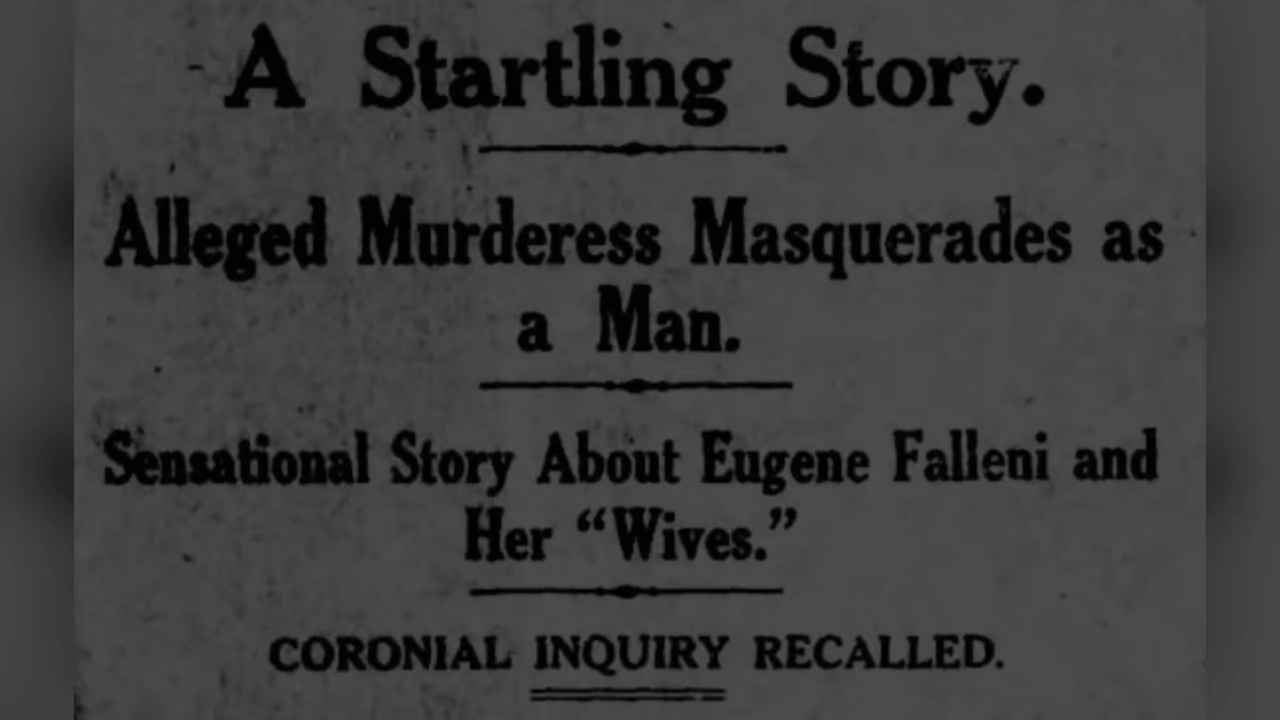 A Startling Story.
Alleged Murderess Masquerades as
a Man.
Sensational Story About Eugene Falleni and
Her “Wives.”
CORONIAL INQUIRY RECALLED.